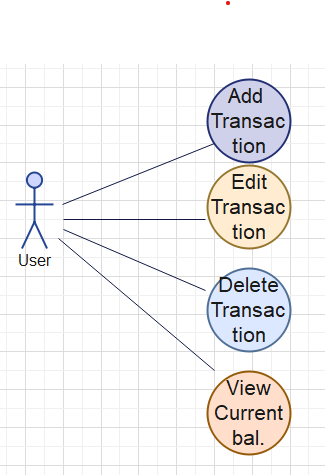 Add
Transac
tion
Edit
Transac
tion
User
Delete
Transac
tion
View
Current
bal.